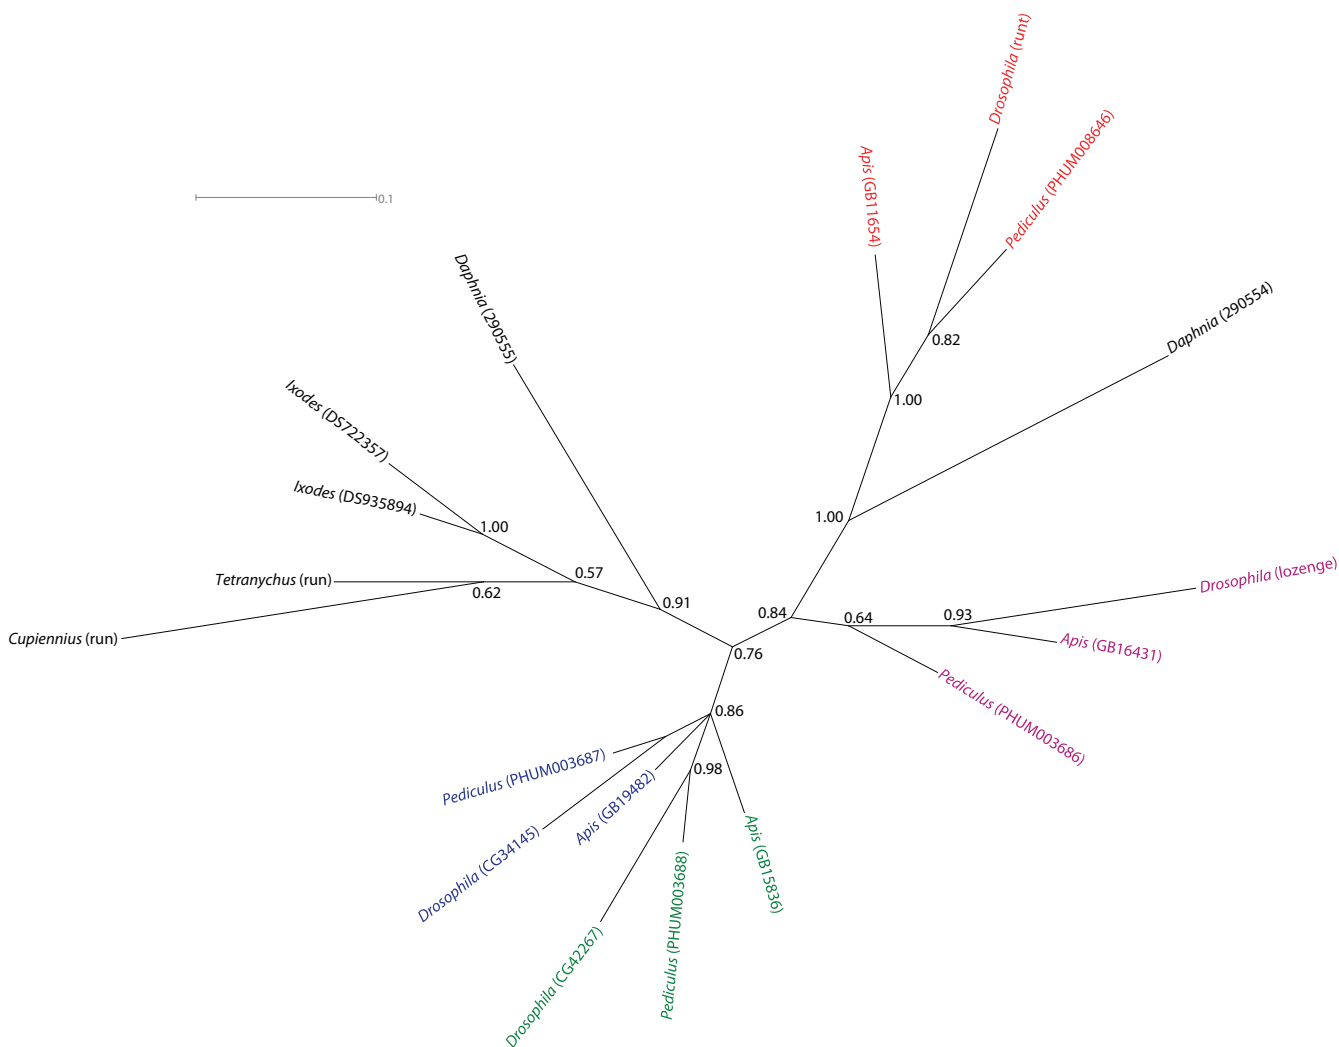 Drosophila (runt)
Pediculus (PHUM008646)
Apis (GB11654)
0.1
Daphnia (290555)
Daphnia (290554)
0.82
1.00
Ixodes (DS722357)
Ixodes (DS935894)
1.00
1.00
Tetranychus (run)
0.57
0.62
Drosophila (lozenge)
0.91
0.84
0.64
0.93
Cupiennius (run)
Apis (GB16431)
0.76
Pediculus (PHUM003686)
0.86
Pediculus (PHUM003687)
0.98
Apis (GB19482)
Drosophila (CG34145)
Apis (GB15836)
Pediculus (PHUM003688)
Drosophila (CG42267)